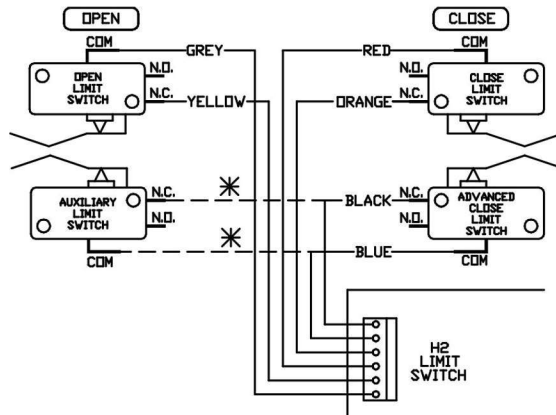 OPEN
CLOSE
COM
COM
GREY
RED
OPEN
LIMIT
SWITCH
N.O.
N.C.
YELLOW
ORANGE
N.O.
N.C.
CLOSE
LIMIT
SWITCH
AUXILIARY
LIMIT
SWITCH
N.C.
N.O.
BLACK
N.C.
N.O.
ADVANCED
CLOSE
LIMIT
SWITCH
COM
BLUE
COM
H2
LIMIT
SWITCH